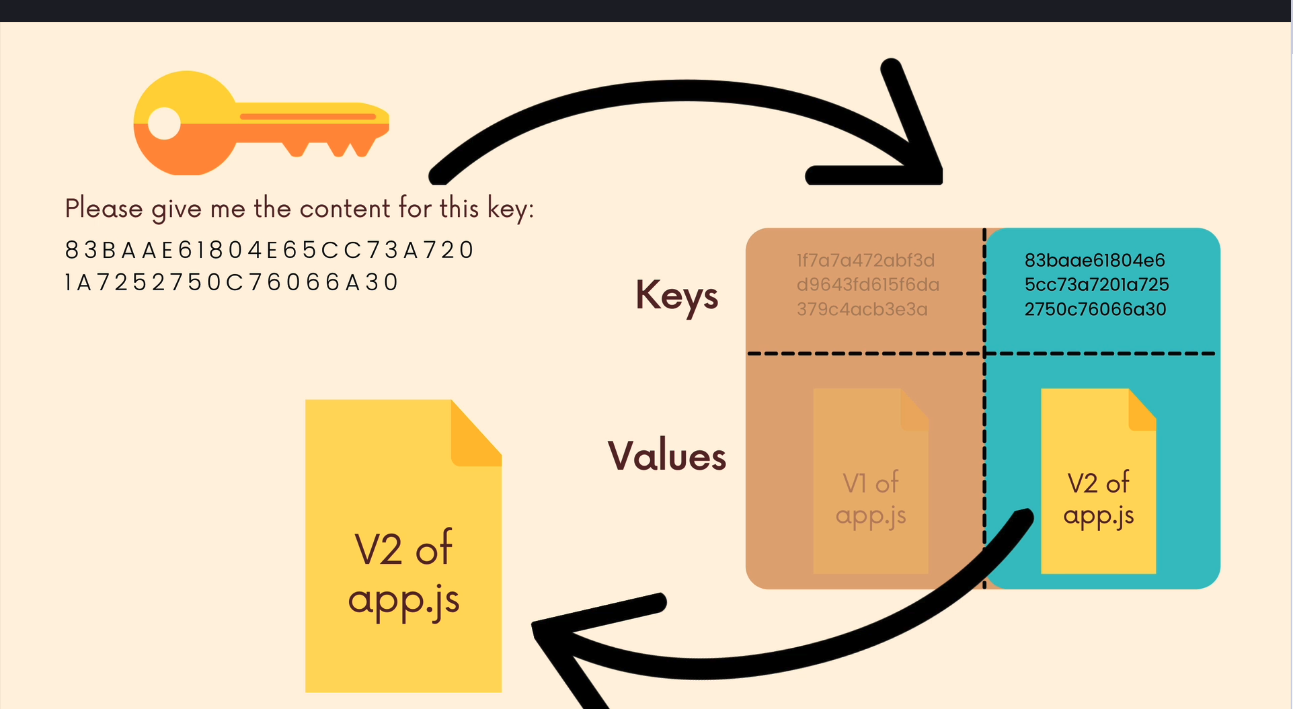 Please give me the content for this key:
83BAAE61804E65CC73A720
1A7252750C76066A30
Keys
1f7a7a472abf3d
d9643fd615f6da
379c4acb3e3a
83baae61804e6
5cc73a7201a725
2750c76066a30
Values
V1 of
app.js
V2 of
app.js
V2 of
app.js